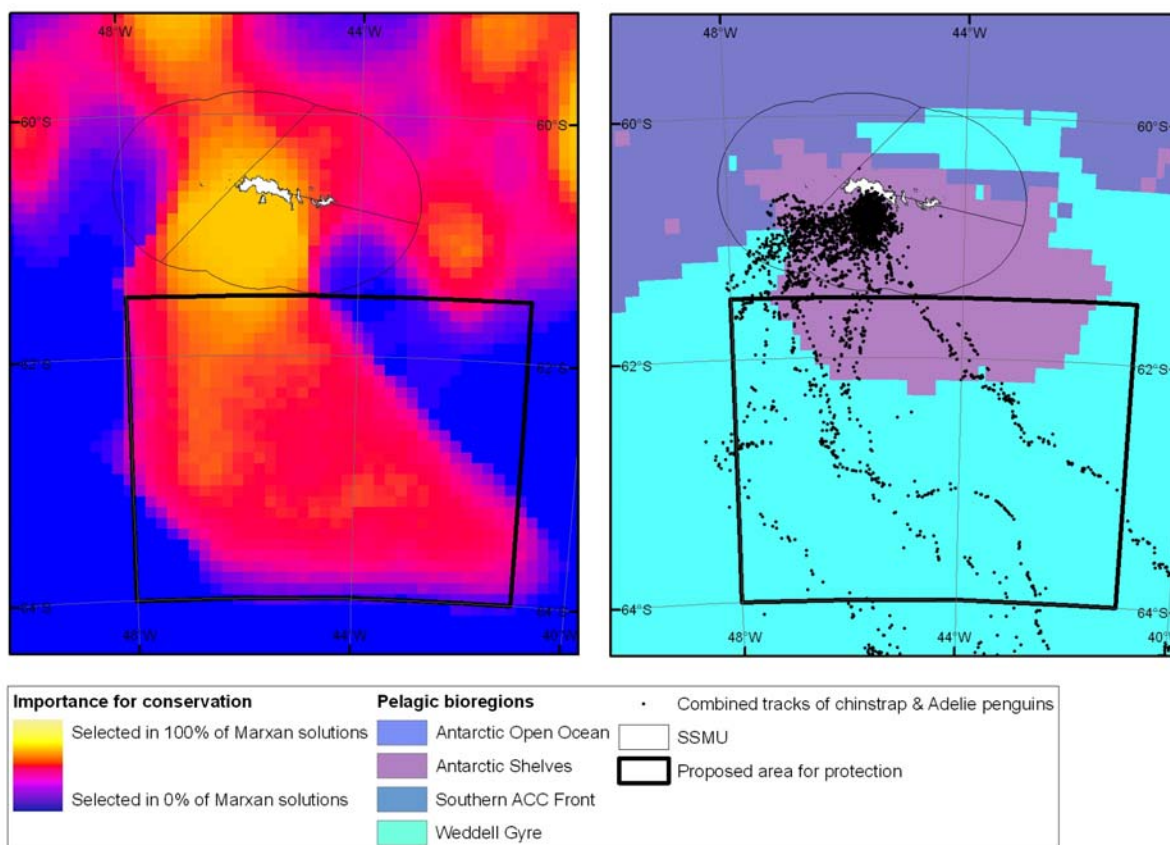 48°W 44°W
60°S 60°S
62°S 62°S
64°S 64°S
48°W 44°W 40°W
48°W 44°W
60°S 60°S
62°S 62°S
64°S 64°S
48°W 44°W 40°W
Importance for conservation
Selected in 100% of Marxan solutions
Selected in 0% of Marxan solutions
Pelagic bioregions
Antarctic Open Ocean
Antarctic Shelves
Southern ACC Front
Weddell Gyre
Combined tracks of chinstrap & Adelie penguins
SSMU
Proposed area for protection